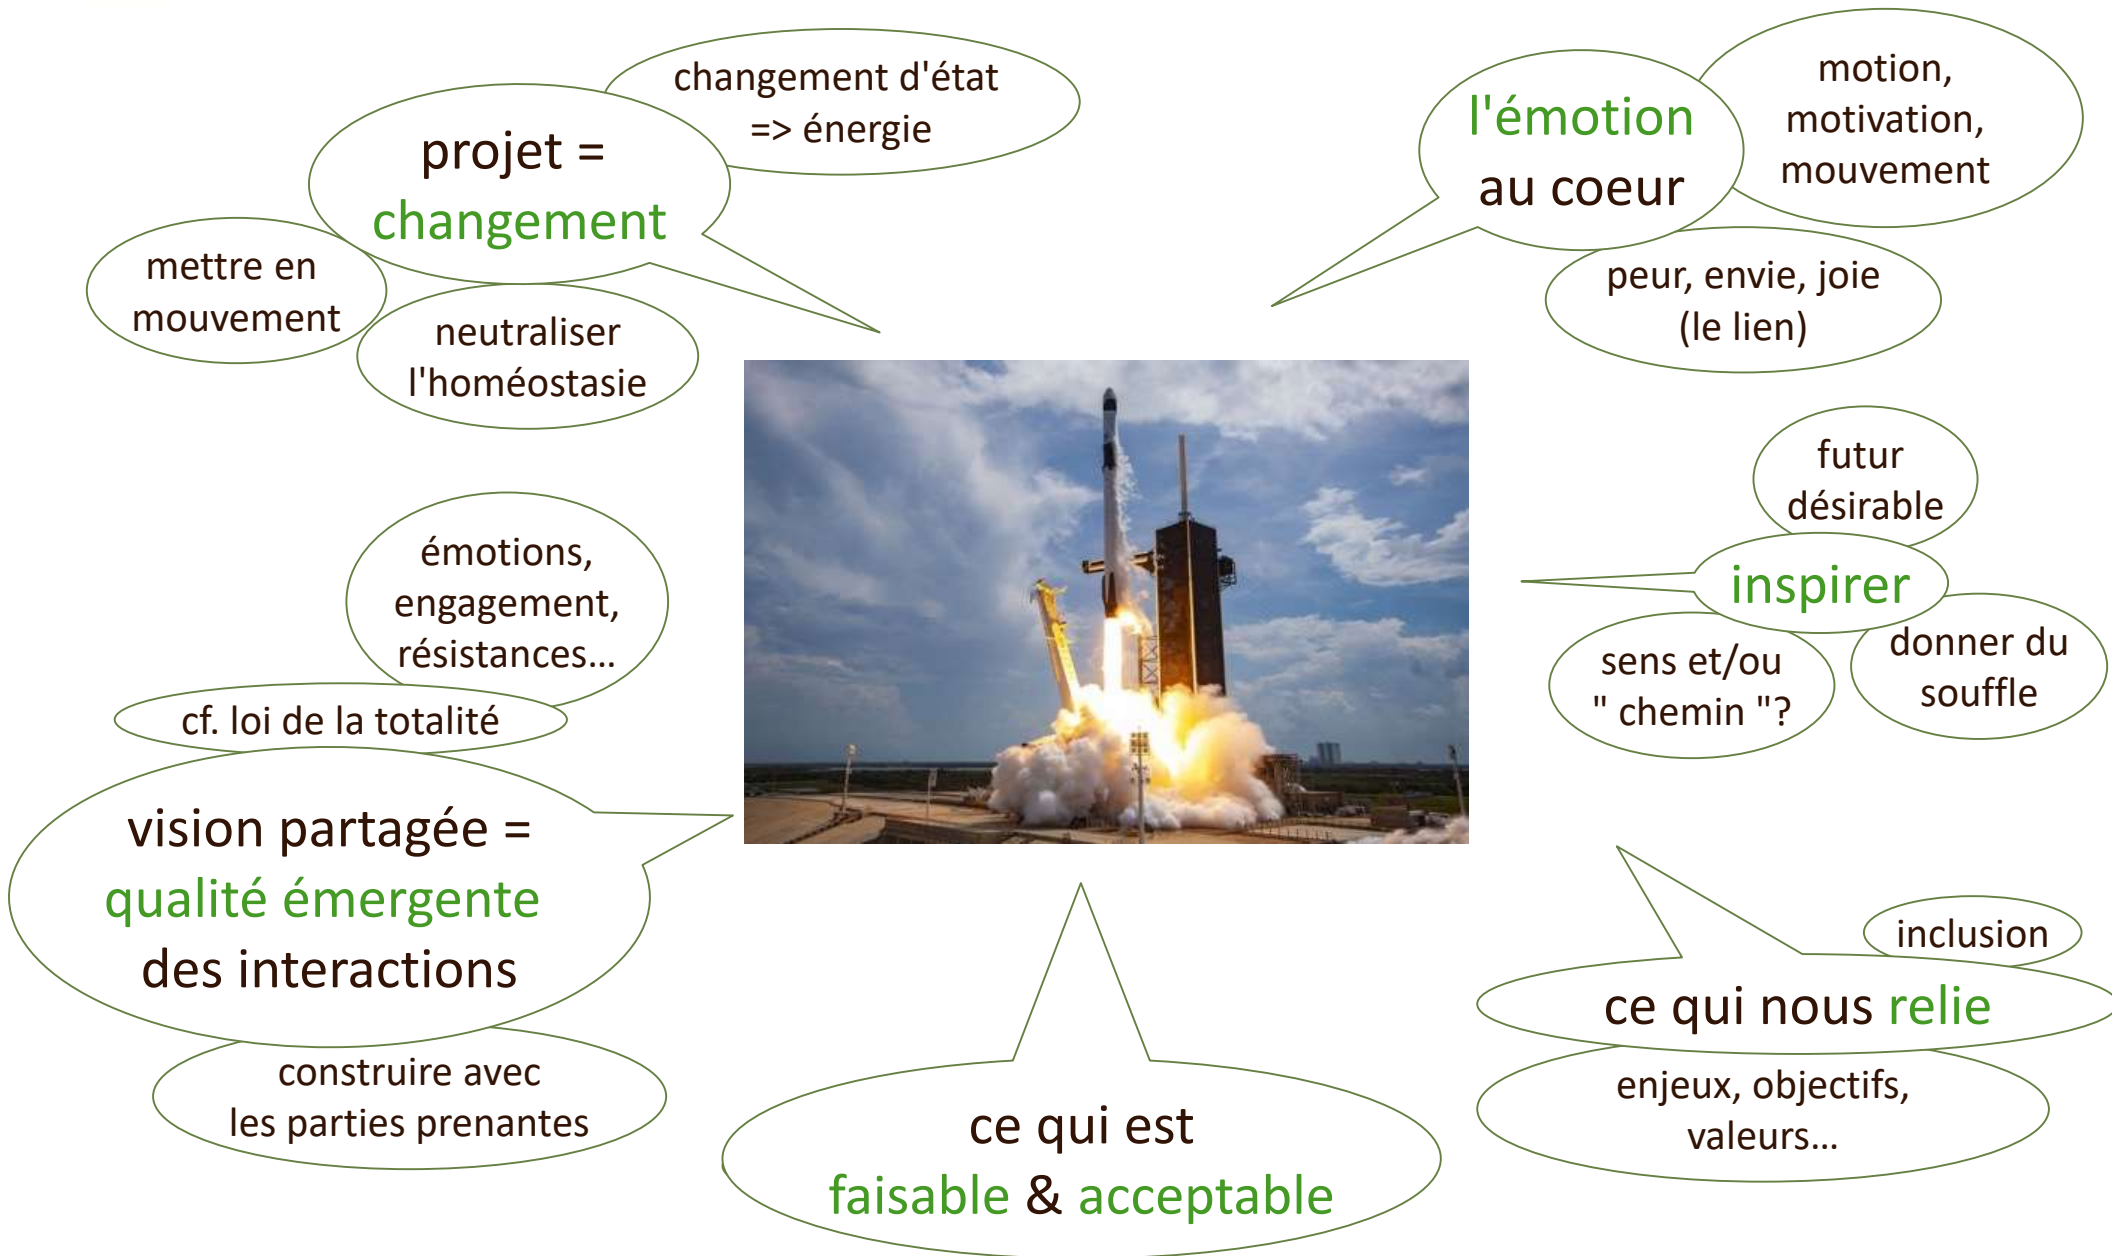 changement d'état
=> énergie
projet =
changement
mettre en
mouvement
neutraliser
l'homéostasie
motion,
motivation,
mouvement
l'émotion
au coeur
peur, envie, joie
(le lien)
futur
désirable
inspirer
sens et/ou
" chemin "?
donner du
souffle
émotions,
engagement,
résistances...
cf. loi de la totalité
vision partagée =
qualité émergente
des interactions
construire avec
les parties prenantes
ce qui est
faisable & acceptable
inclusion
ce qui nous relie
enjeux, objectifs,
valeurs...